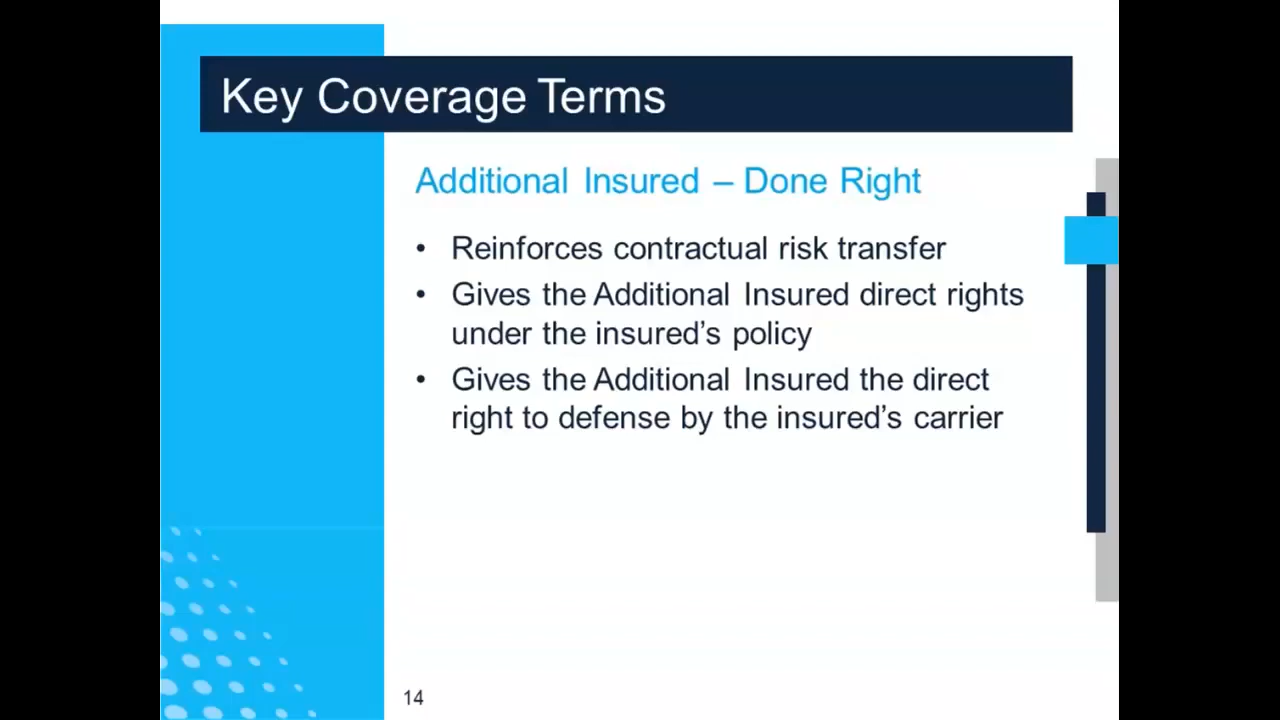 Key Coverage Terms
Additional Insured – Done Right
• Reinforces contractual risk transfer
• Gives the Additional Insured direct rights
under the insured’s policy
• Gives the Additional Insured the direct
right to defense by the insured’s carrier
14